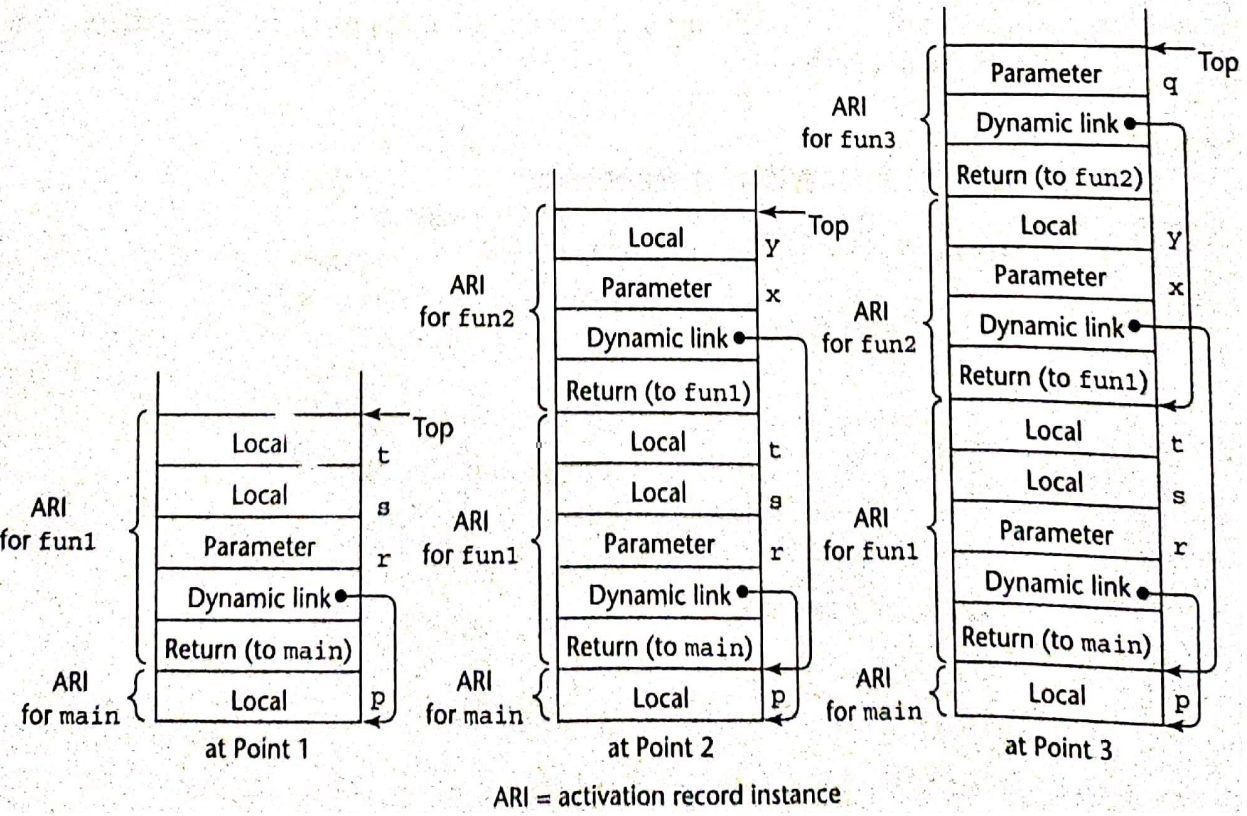 Top
Parameter q
ARI
for fun3
Dynamic link
Return (to fun2)
Local y
Parameter x
ARI
for fun2
Dynamic link
Return (to fun1)
Local t
Local s
ARI
for fun1
Parameter r
Dynamic link
Return (to main)
ARI
for main
Local p
at Point 3
Top
Local y
ARI
for fun2
Parameter x
Dynamic link
Return (to fun1)
Local t
Local s
ARI
for fun1
Parameter r
Dynamic link
Return (to main)
ARI
for main
Local p
at Point 2
Top
Local t
Local s
ARI
for fun1
Parameter r
Dynamic link
Return (to main)
ARI
for main
Local p
at Point 1
ARI = activation record instance